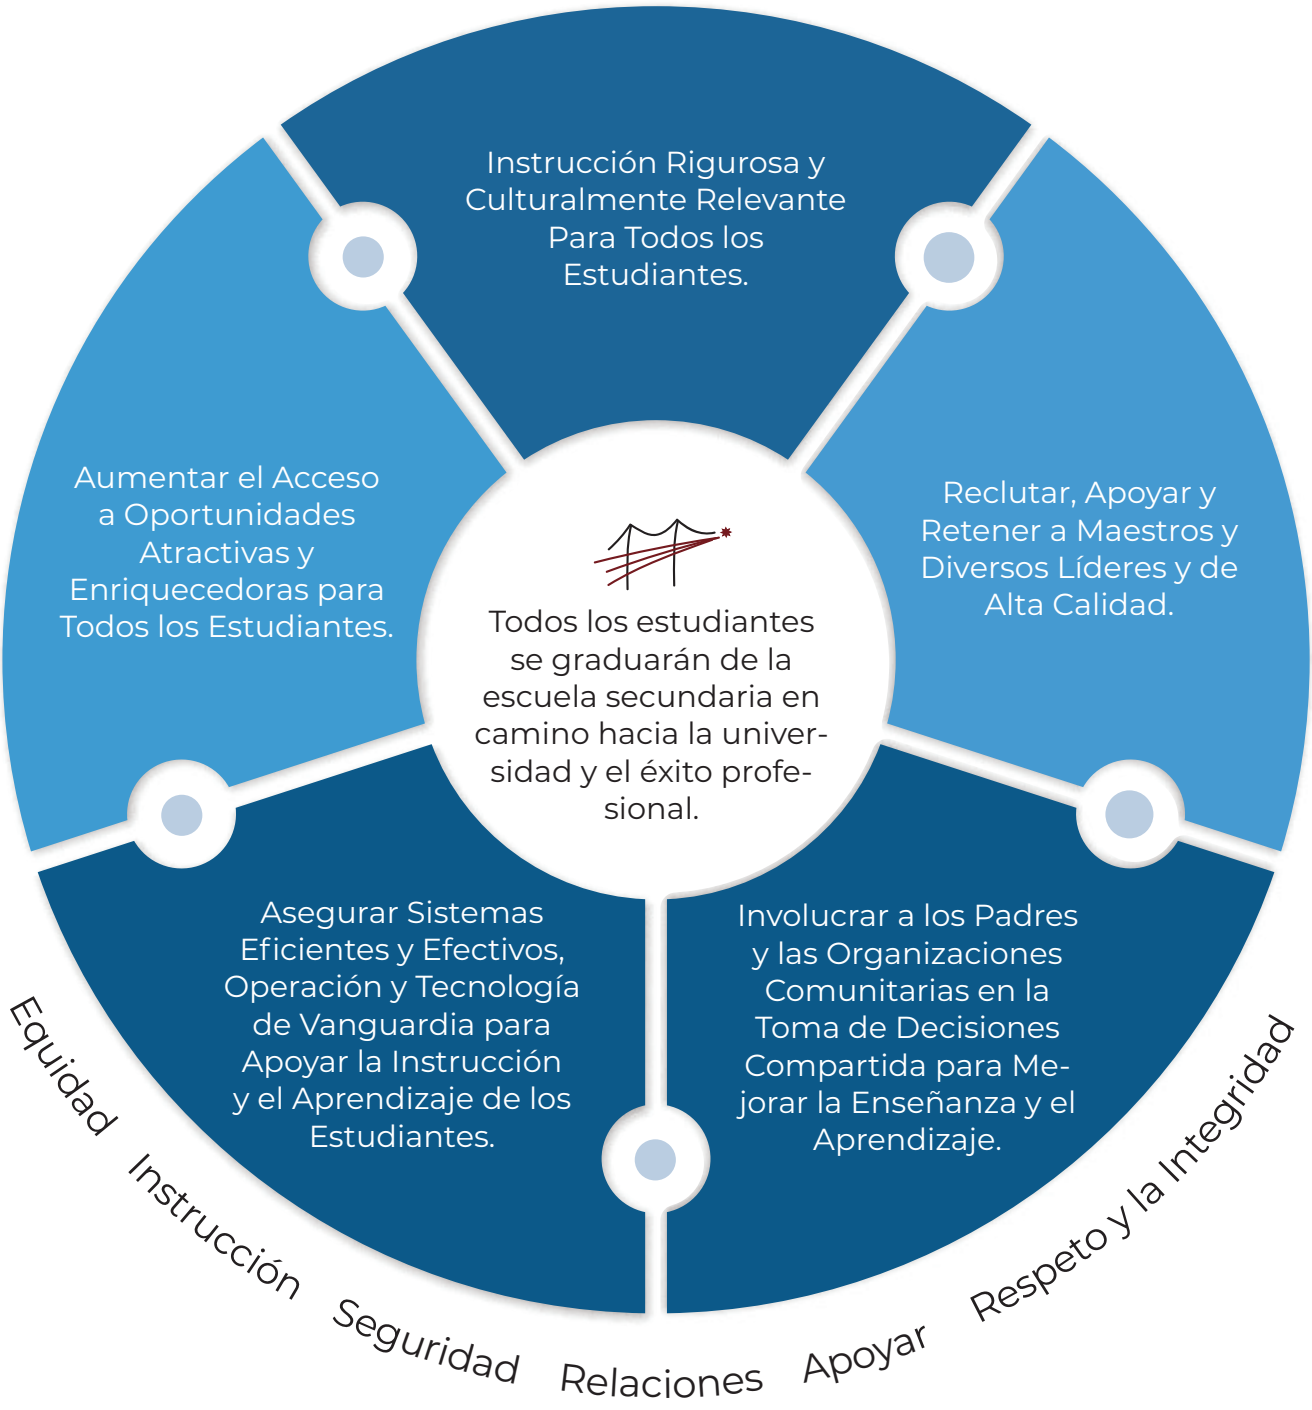 Instrucción Rigurosa y
Culturalmente Relevante
Para Todos los
Estudiantes.
Aumentar el Acceso
a Oportunidades
Atractivas y
Enriquecedoras para
Todos los Estudiantes.
Reclutar, Apoyar y
Retener a Maestros y
Diversos Líderes y de
Alta Calidad.
Todos los estudiantes
se graduarán de la
escuela secundaria en
camino hacia la univer-
sidad y el éxito profe-
sional.
Asegurar Sistemas
Eficientes y Efectivos,
Operación y Tecnología
de Vanguardia para
Apoyar la Instrucción
y el Aprendizaje de los
Estudiantes.
Involucrar a los Padres
y las Organizaciones
Comunitarias en la
Toma de Decisiones
Compartida para Me-
jorar la Enseñanza y el
Aprendizaje.
Equidad Instrucción Seguridad Relaciones Apoyar Respeto y la Integridad